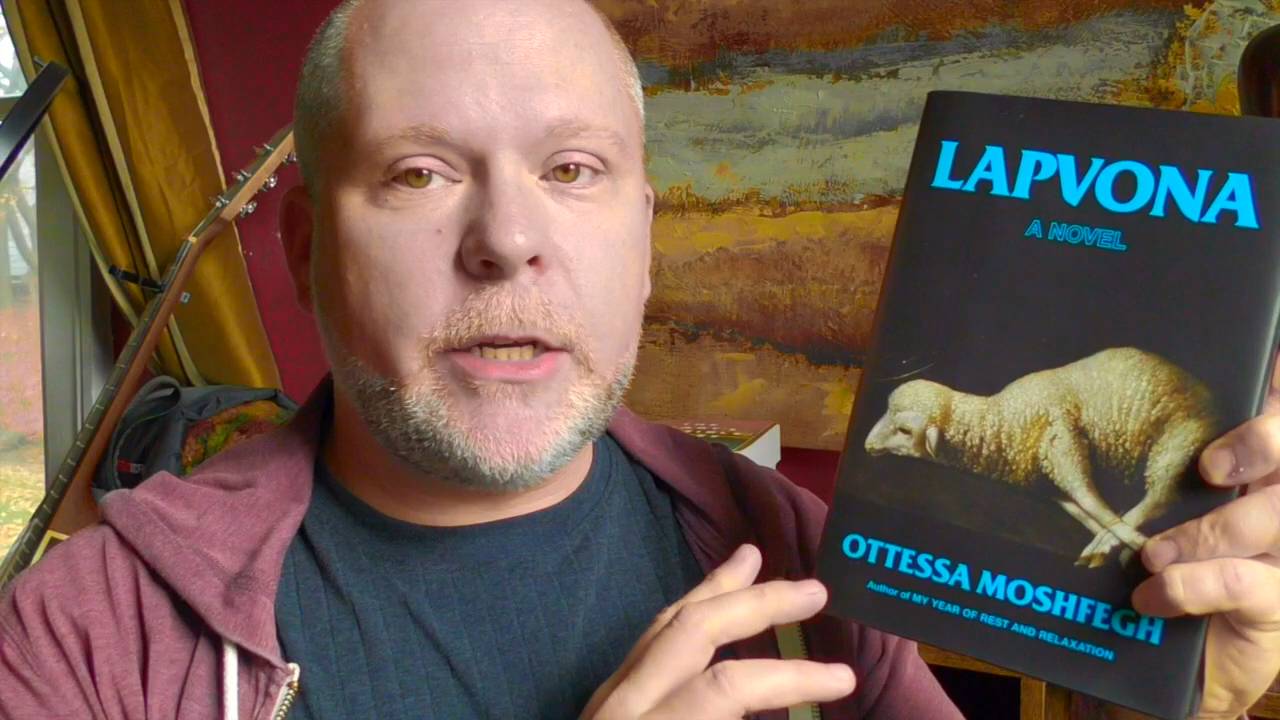 LAPVONA
A NOVEL
OTTESSA MOSHFEGH
Author of MY YEAR OF REST AND RELAXATION